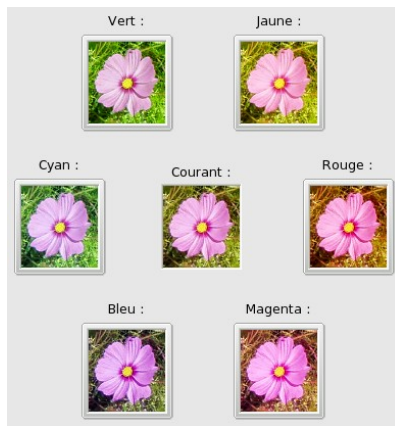 Vert :
Jaune :
Cyan :
Courant :
Rouge :
Bleu :
Magenta :